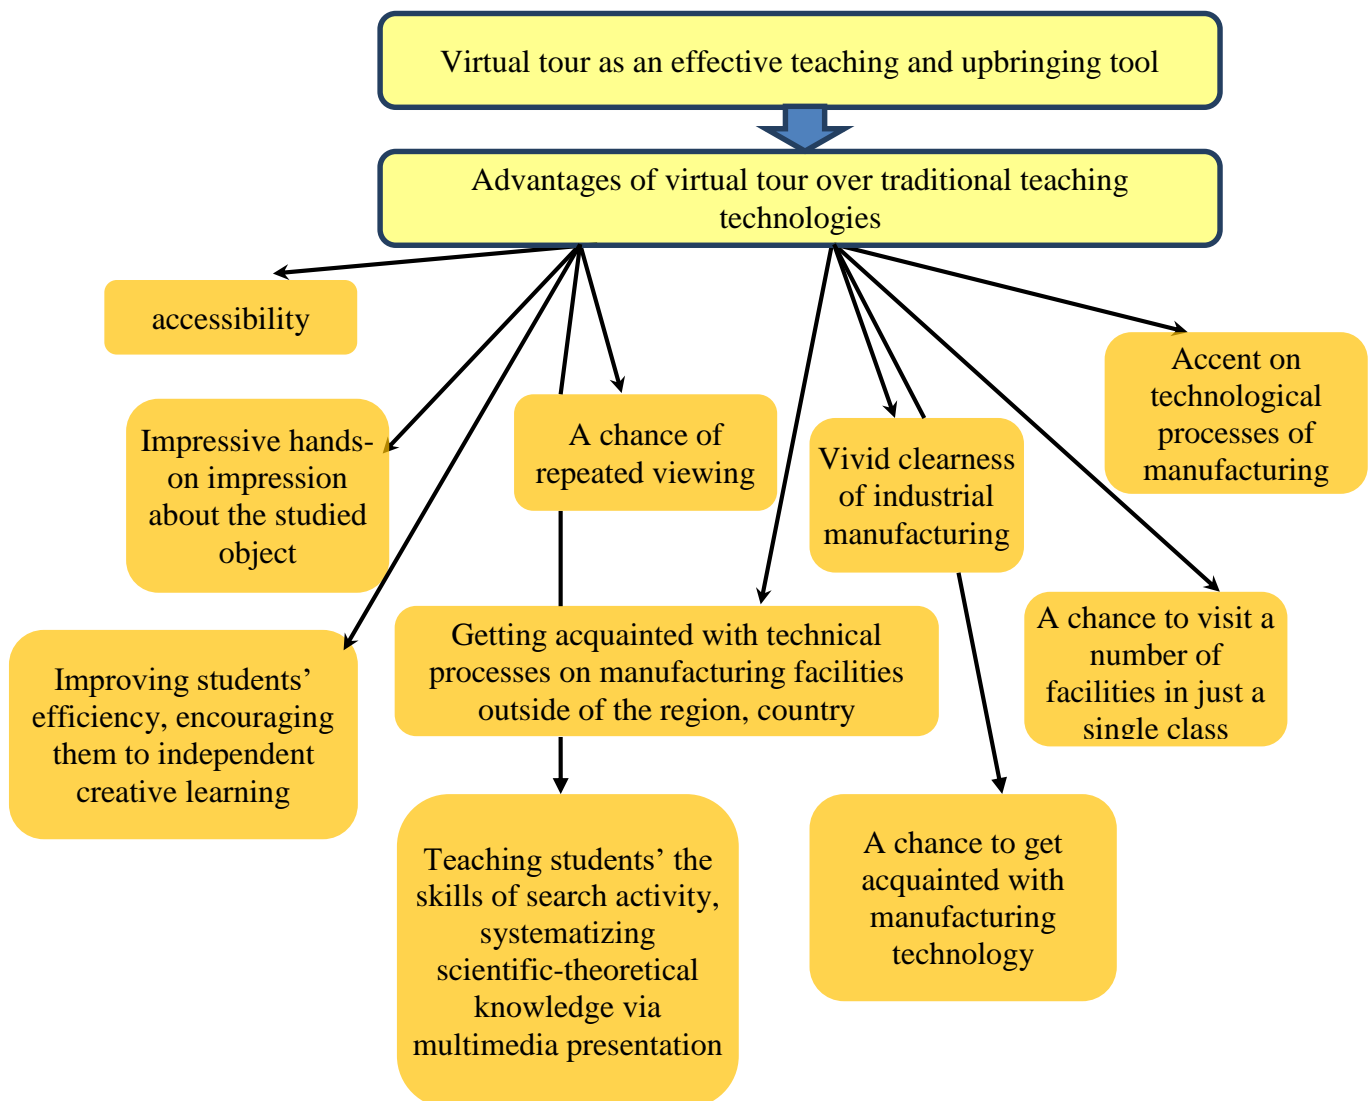 Virtual tour as an effective teaching and upbringing tool
Advantages of virtual tour over traditional teaching
technologies
accessibility
Impressive hands-
on impression
about the studied
object
A chance of
repeated viewing
Vivid clearness
of industrial
manufacturing
Accent on
technological
processes of
manufacturing
Improving students’
efficiency, encouraging
them to independent
creative learning
Getting acquainted with technical
processes on manufacturing facilities
outside of the region, country
A chance to visit a
number of
facilities in just a
single class
Teaching students’ the
skills of search activity,
systematizing
scientific-theoretical
knowledge via
multimedia presentation
A chance to get
acquainted with
manufacturing
technology